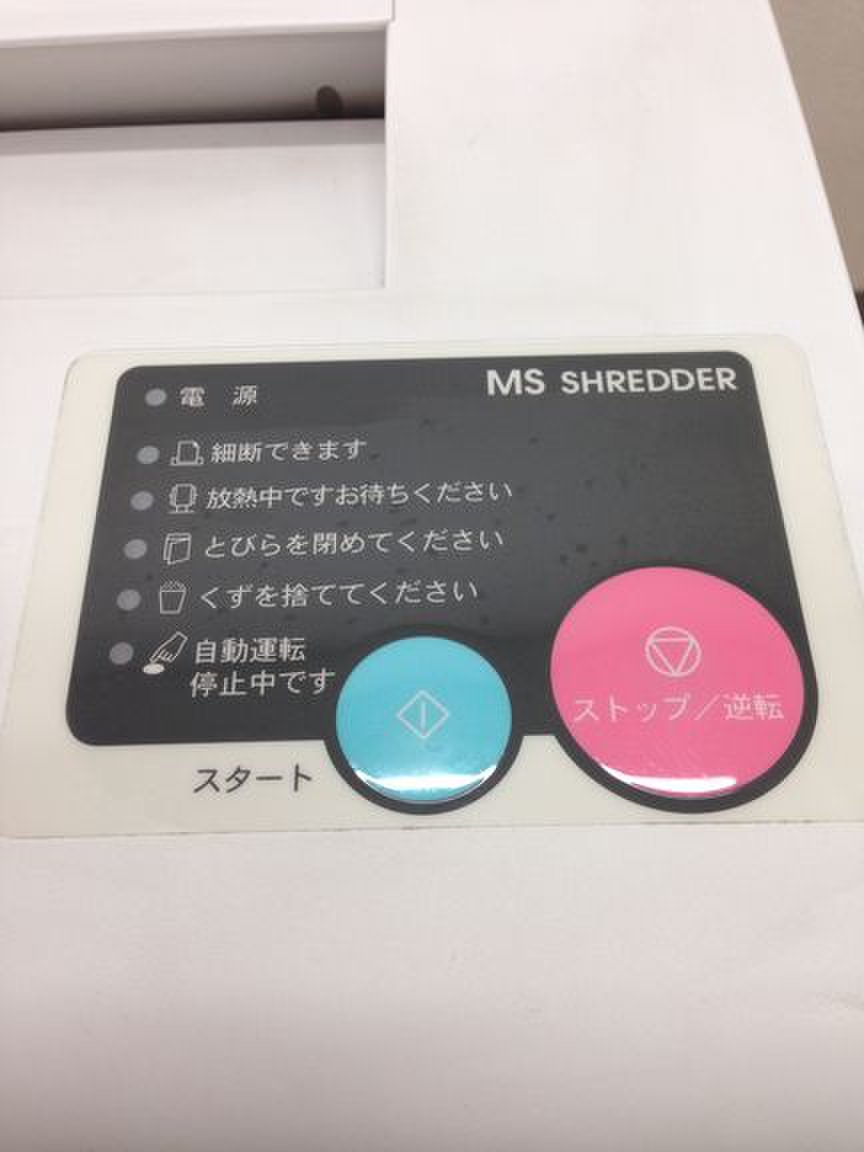 MS SHREDDER
電 源
細断できます
放熱中ですお待ちください
とびらを閉めてください
くずを捨ててください
自動運転
停止中です
ストップ／逆転
スタート